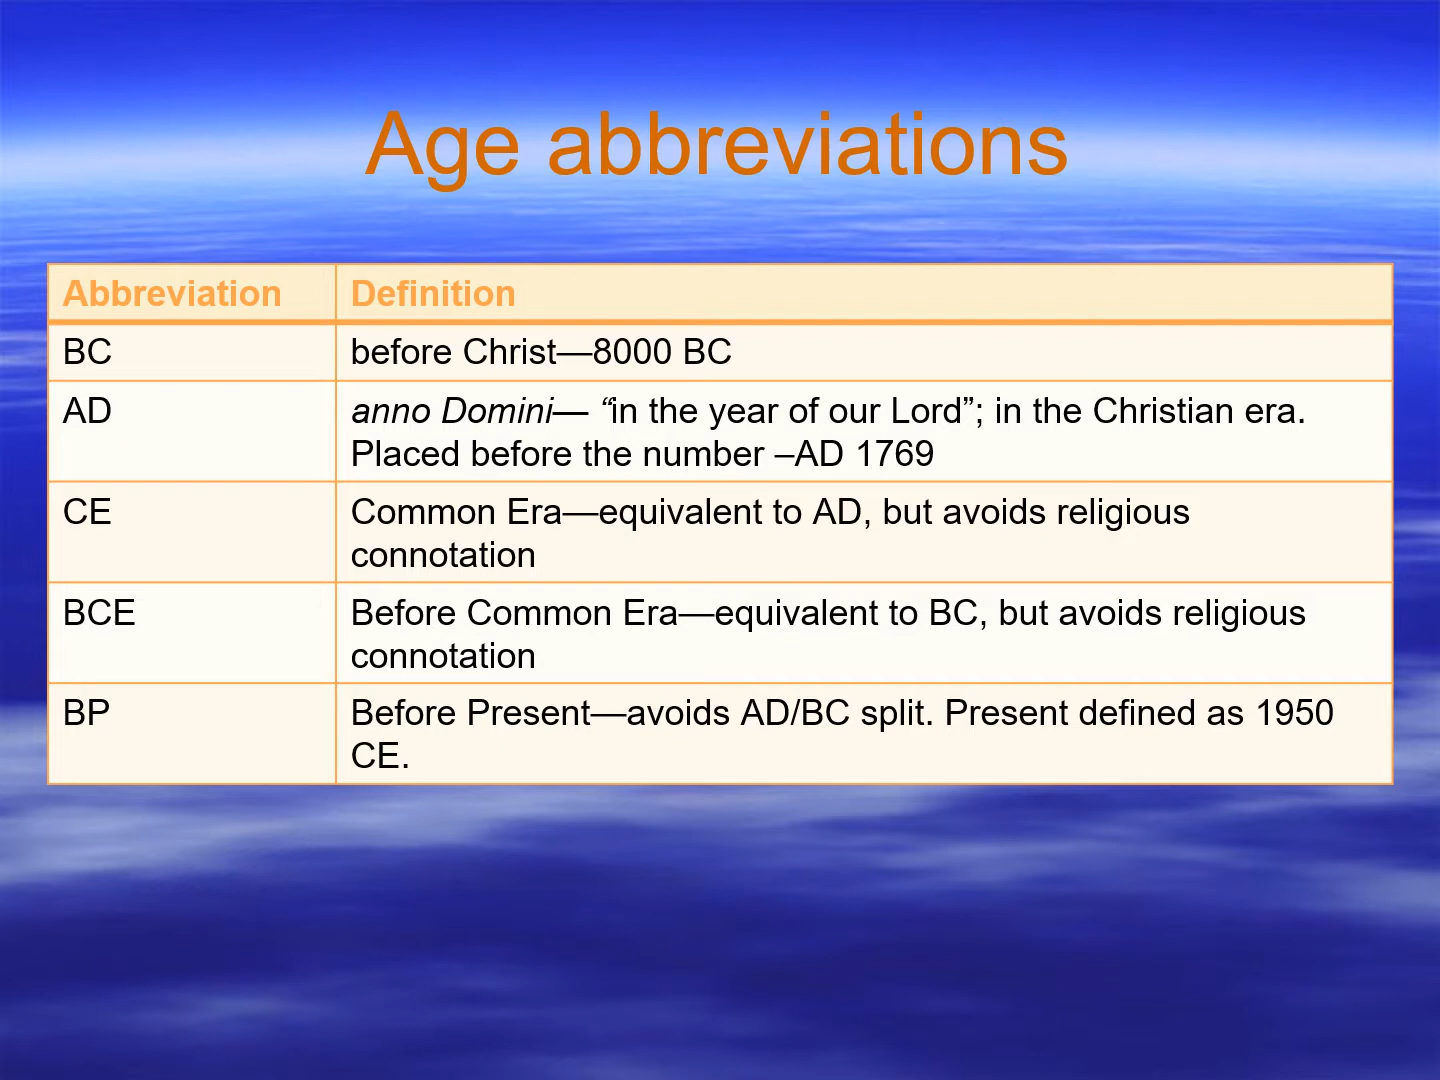 Age abbreviations
Abbreviation Definition
BC before Christ—8000 BC
AD anno Domini— “in the year of our Lord”; in the Christian era.
Placed before the number –AD 1769
CE Common Era—equivalent to AD, but avoids religious
connotation
BCE Before Common Era—equivalent to BC, but avoids religious
connotation
BP Before Present—avoids AD/BC split. Present defined as 1950
CE.